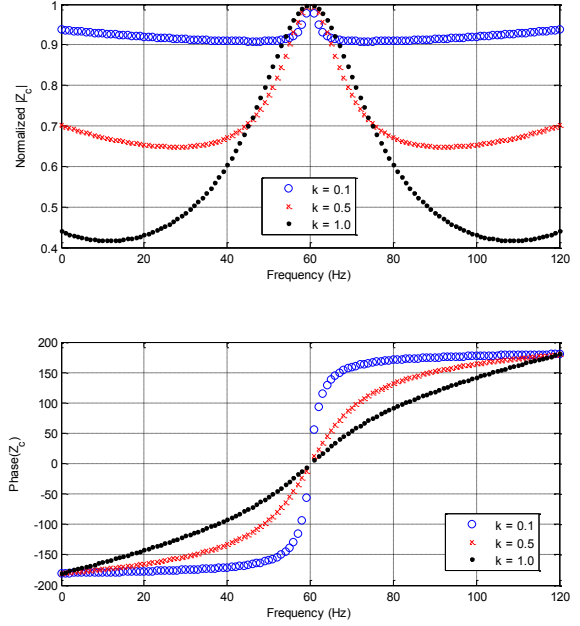 1
0.9
0.8
0.7
0.6
0.5
0.4
Normalized |Z_c|
k = 0.1
k = 0.5
k = 1.0
0 20 40 60 80 100 120
Frequency (Hz)
200
150
100
50
0
-50
-100
-150
-200
Phase(Z_c)
k = 0.1
k = 0.5
k = 1.0
0 20 40 60 80 100 120
Frequency (Hz)